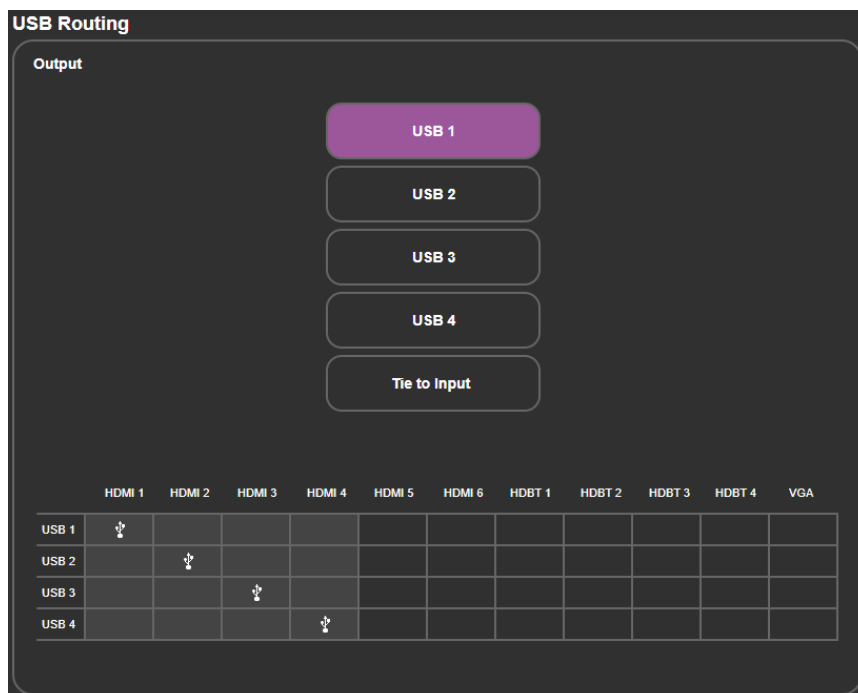 USB Routing
Output
USB 1
USB 2
USB 3
USB 4
Tie to Input
HDMI 1 HDMI 2 HDMI 3 HDMI 4 HDMI 5 HDMI 6 HDBT 1 HDBT 2 HDBT 3 HDBT 4 VGA
USB 1
USB 2
USB 3
USB 4